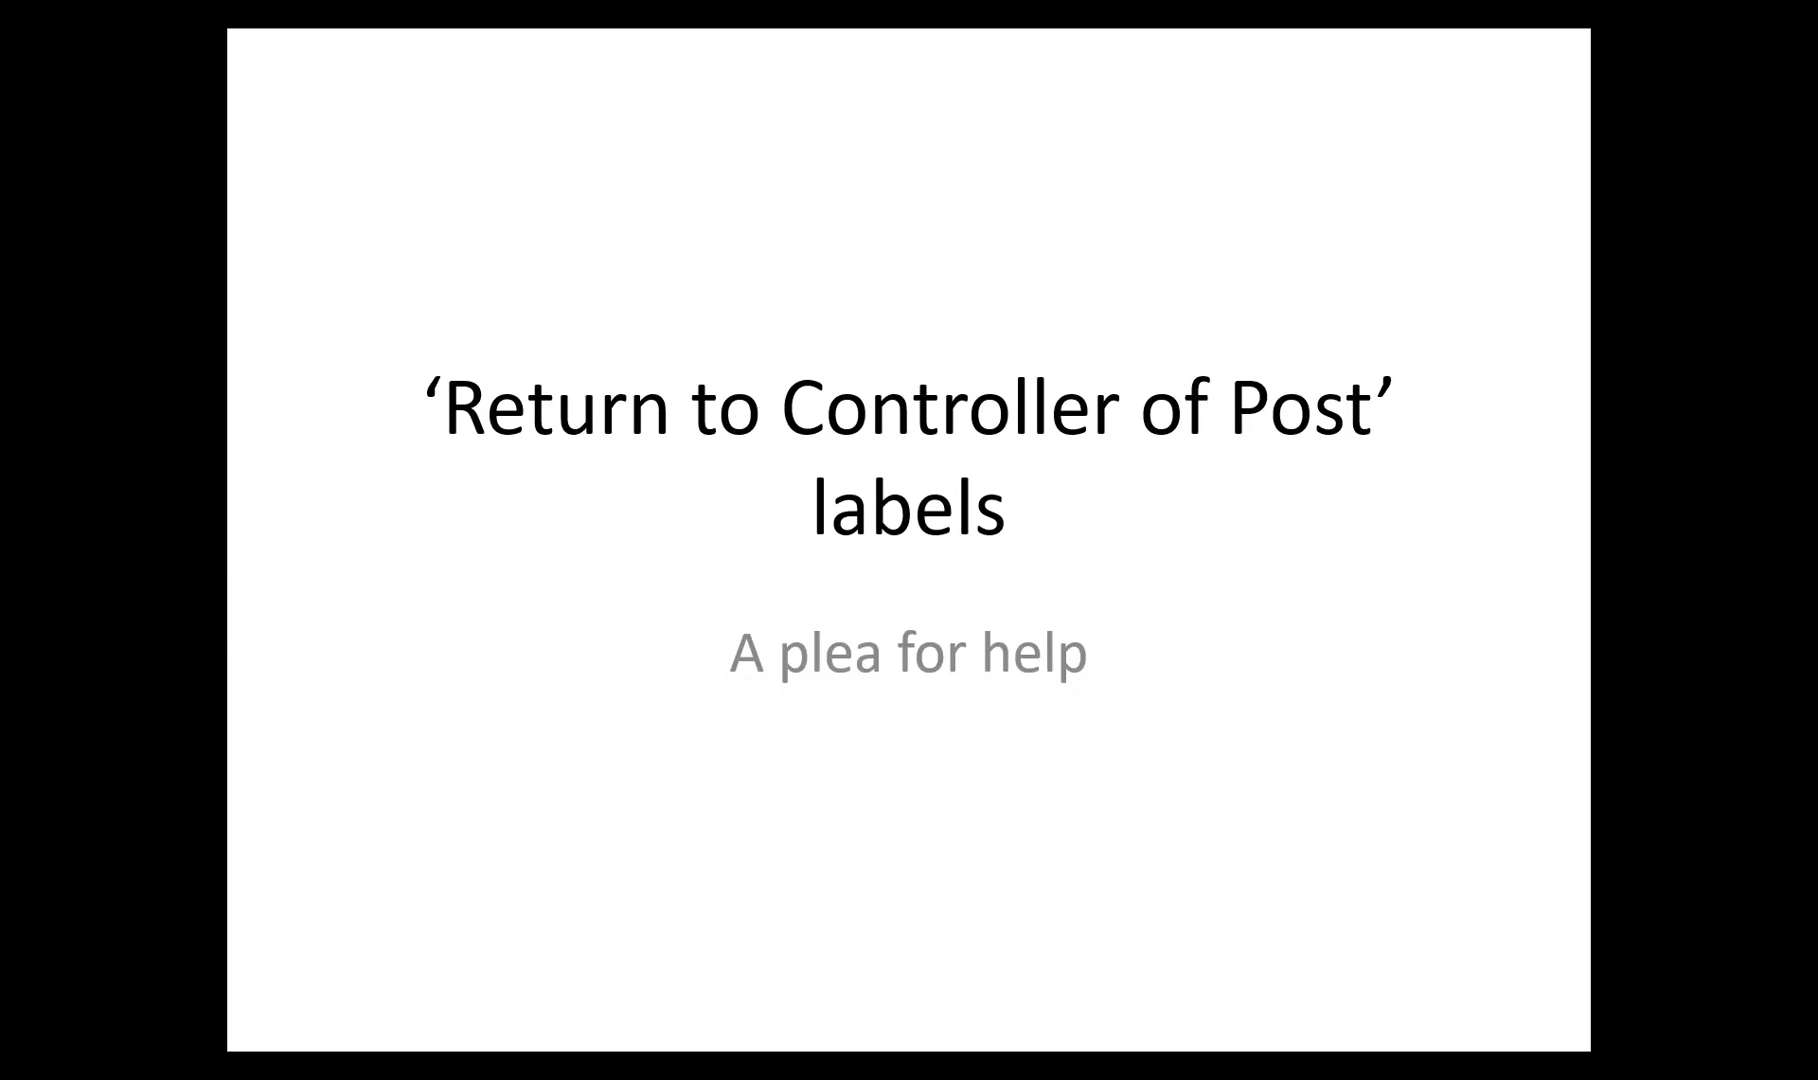 ‘Return to Controller of Post’
labels
A plea for help